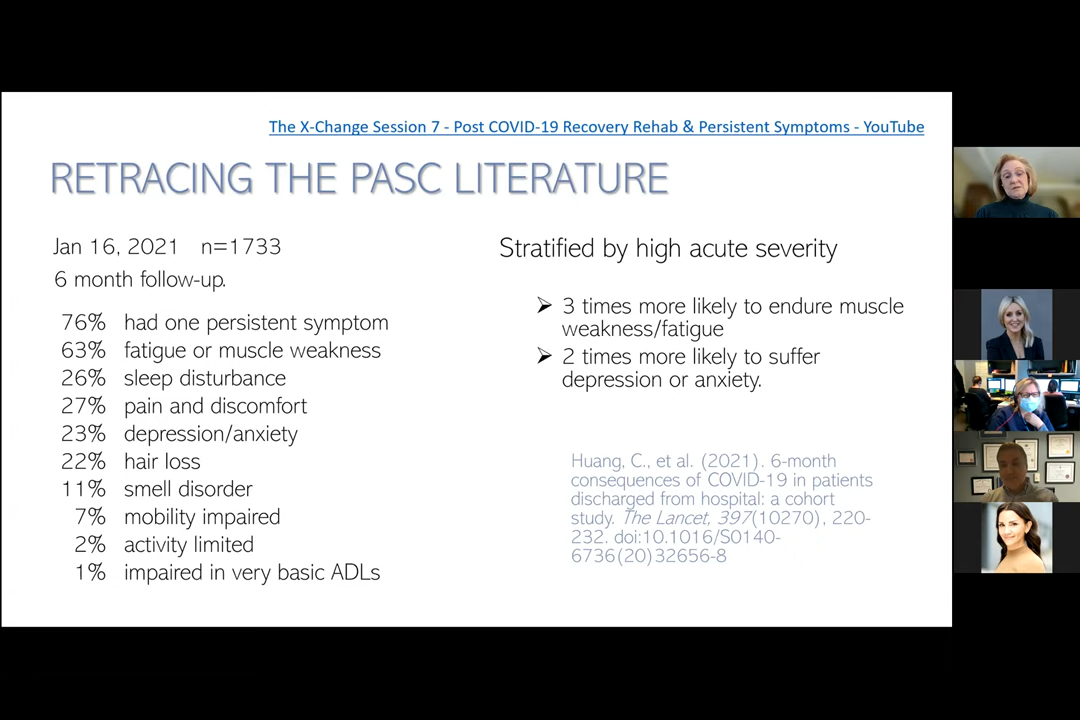 The X-Change Session 7 - Post COVID-19 Recovery Rehab & Persistent Symptoms - YouTube
RETRACING THE PASC LITERATURE
Jan 16, 2021 n=1733
6 month follow-up.
76% had one persistent symptom
63% fatigue or muscle weakness
26% sleep disturbance
27% pain and discomfort
23% depression/anxiety
22% hair loss
11% smell disorder
7% mobility impaired
2% activity limited
1% impaired in very basic ADLs
Stratified by high acute severity
➢ 3 times more likely to endure muscle
weakness/fatigue
➢ 2 times more likely to suffer
depression or anxiety.
Huang, C., et al. (2021). 6-month
consequences of COVID-19 in patients
discharged from hospital: a cohort
study. The Lancet, 397(10270), 220-
232. doi:10.1016/S0140-
6736(20)32656-8